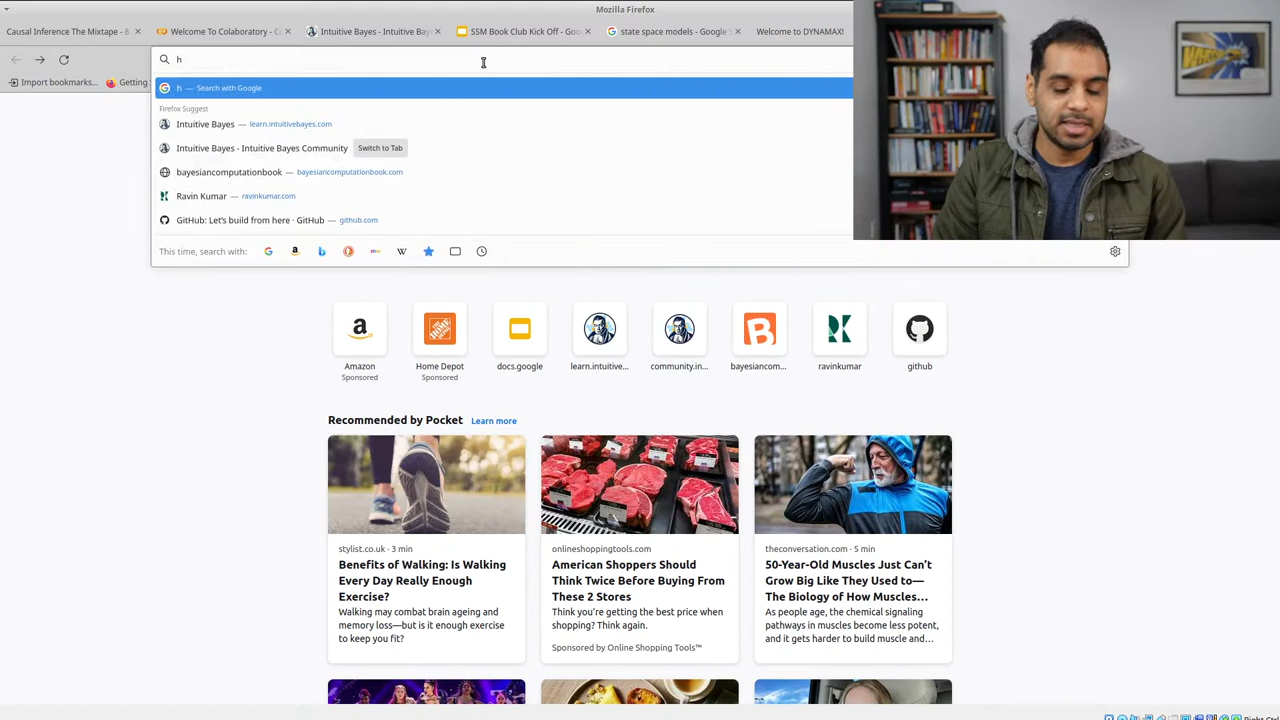 Mozilla Firefox
Causal Inference The Mixtape - B
Welcome To Colaboratory - C
Intuitive Bayes - Intuitive Baye
SSM Book Club Kick Off - Goo
state space models - Google S
Welcome to DYNAMAX!
h
Import bookmarks...
Getting
h — Search with Google
Firefox Suggest
Intuitive Bayes — learn.intuitivebayes.com
Intuitive Bayes - Intuitive Bayes Community Switch to Tab
bayesiancomputationbook — bayesiancomputationbook.com
Ravin Kumar — ravinkumar.com
GitHub: Let's build from here · GitHub — github.com
This time, search with:
Amazon
Sponsored
Home Depot
Sponsored
docs.google
learn.intuitive...
community.in...
bayesiancom...
ravinkumar
github
Recommended by Pocket Learn more
stylist.co.uk · 3 min
Benefits of Walking: Is Walking
Every Day Really Enough
Exercise?
Walking may combat brain ageing and
memory loss—but is it enough exercise
to keep you fit?
onlineshoppingtools.com
American Shoppers Should
Think Twice Before Buying From
These 2 Stores
Think you're getting the best price when
shopping? Think again.
Sponsored by Online Shopping Tools™
theconversation.com · 5 min
50-Year-Old Muscles Just Can't
Grow Big Like They Used to—
The Biology of How Muscles...
As people age, the chemical signaling
pathways in muscles become less potent,
and it gets harder to build muscle and...